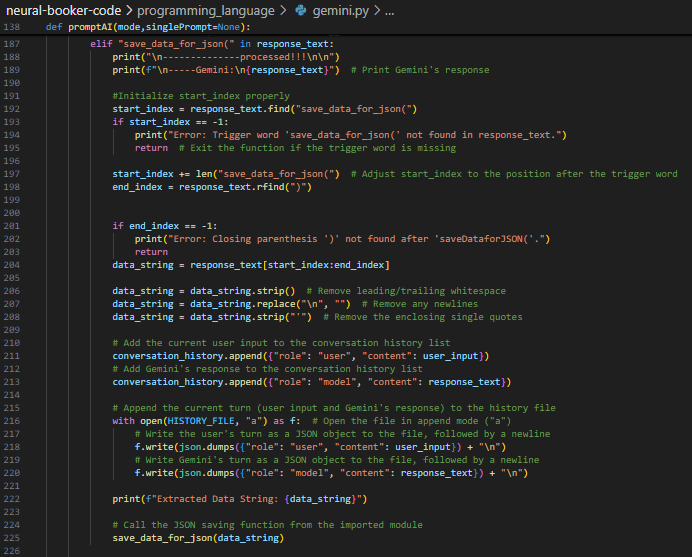 neural-booker-code > programming_language > gemini.py > ...
138 def promptAI(mode,singlePrompt=None):
187 elif "save_data_for_json(" in response_text:
188 print("\n--------------processed!!!\n\n")
189 print(f"\n-----Gemini:\n{response_text}")  # Print Gemini's response
190
191 #Initialize start_index properly
192 start_index = response_text.find("save_data_for_json(")
193 if start_index == -1:
194 print("Error: Trigger word 'save_data_for_json(' not found in response_text.")
195 return  # Exit the function if the trigger word is missing
196
197 start_index += len("save_data_for_json(")  # Adjust start_index to the position after the trigger word
198 end_index = response_text.rfind(")")
199
200
201 if end_index == -1:
202 print("Error: Closing parenthesis ')' not found after 'saveDataforJSON('.")
203 return
204 data_string = response_text[start_index:end_index]
205
206 data_string = data_string.strip()  # Remove leading/trailing whitespace
207 data_string = data_string.replace("\n", "")  # Remove any newlines
208 data_string = data_string.strip("'")  # Remove the enclosing single quotes
209
210 # Add the current user input to the conversation history list
211 conversation_history.append({"role": "user", "content": user_input})
212 # Add Gemini's response to the conversation history list
213 conversation_history.append({"role": "model", "content": response_text})
214
215 # Append the current turn (user input and Gemini's response) to the history file
216 with open(HISTORY_FILE, "a") as f:  # Open the file in append mode ("a")
217 # Write the user's turn as a JSON object to the file, followed by a newline
218 f.write(json.dumps({"role": "user", "content": user_input}) + "\n")
219 # Write Gemini's turn as a JSON object to the file, followed by a newline
220 f.write(json.dumps({"role": "model", "content": response_text}) + "\n")
221
222 print(f"Extracted Data String: {data_string}")
223
224 # Call the JSON saving function from the imported module
225 save_data_for_json(data_string)
226